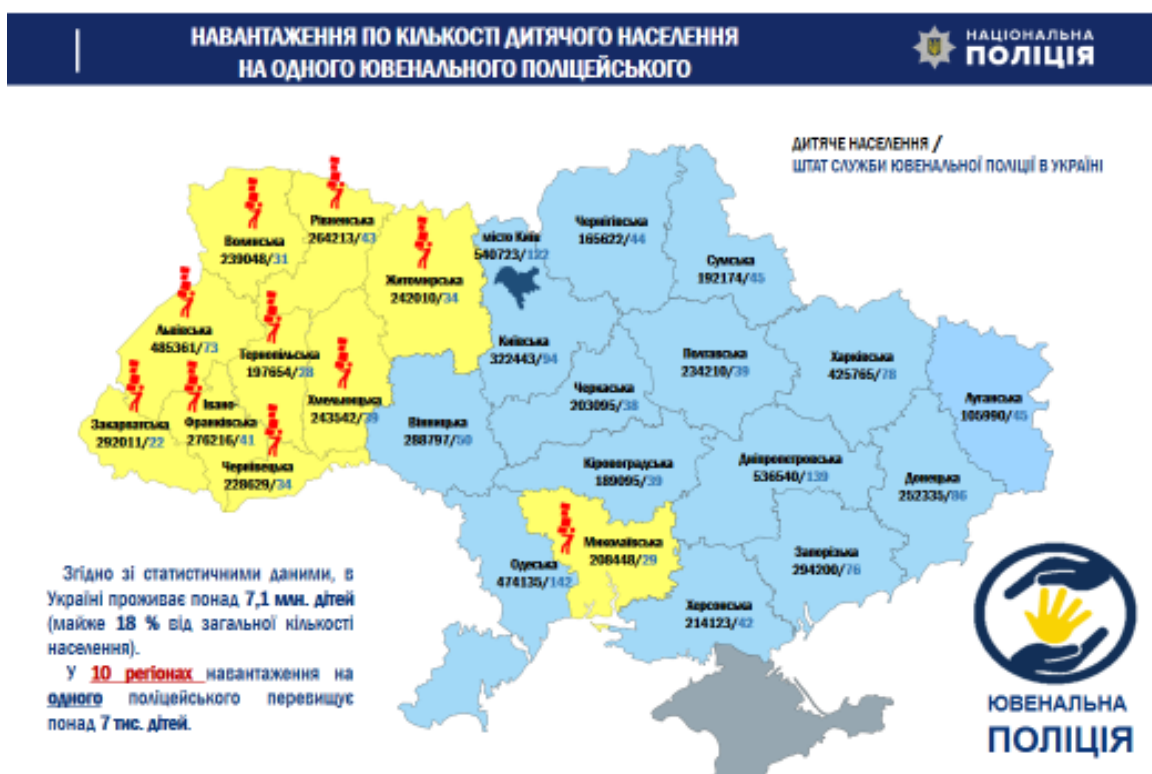 НАВАНТАЖЕННЯ ПО КІЛЬКОСТІ ДИТЯЧОГО НАСЕЛЕННЯ
НА ОДНОГО ЮВЕНАЛЬНОГО ПОЛІЦЕЙСЬКОГО
НАЦІОНАЛЬНА
ПОЛІЦІЯ
ДИТЯЧЕ НАСЕЛЕННЯ /
ШТАТ СЛУЖБИ ЮВЕНАЛЬНОЇ ПОЛІЦІЇ В УКРАЇНІ
Волинська
239048/31
Рівненська
264213/43
Житомирська
242010/34
місто Київ
540723/122
Чернігівська
165622/44
Сумська
192174/45
Львівська
485361/73
Тернопільська
197654/28
Хмельницька
243542/39
Київська
322443/94
Полтавська
234210/39
Харківська
425765/78
Луганська
105990/45
Закарпатська
292011/22
Івано-
Франківська
276216/41
Чернівецька
228629/34
Вінницька
288797/50
Черкаська
203095/38
Кіровоградська
189095/39
Дніпропетровська
536540/139
Донецька
252335/86
Одеська
474135/142
Миколаївська
208448/29
Запорізька
294200/76
Херсонська
214123/42
Згідно зі статистичними даними, в
Україні проживає понад 7,1 млн. дітей
(майже 18 % від загальної кількості
населення).
У 10 регіонах навантаження на
одного поліцейського перевищує
понад 7 тис. дітей.
ЮВЕНАЛЬНА
ПОЛІЦІЯ